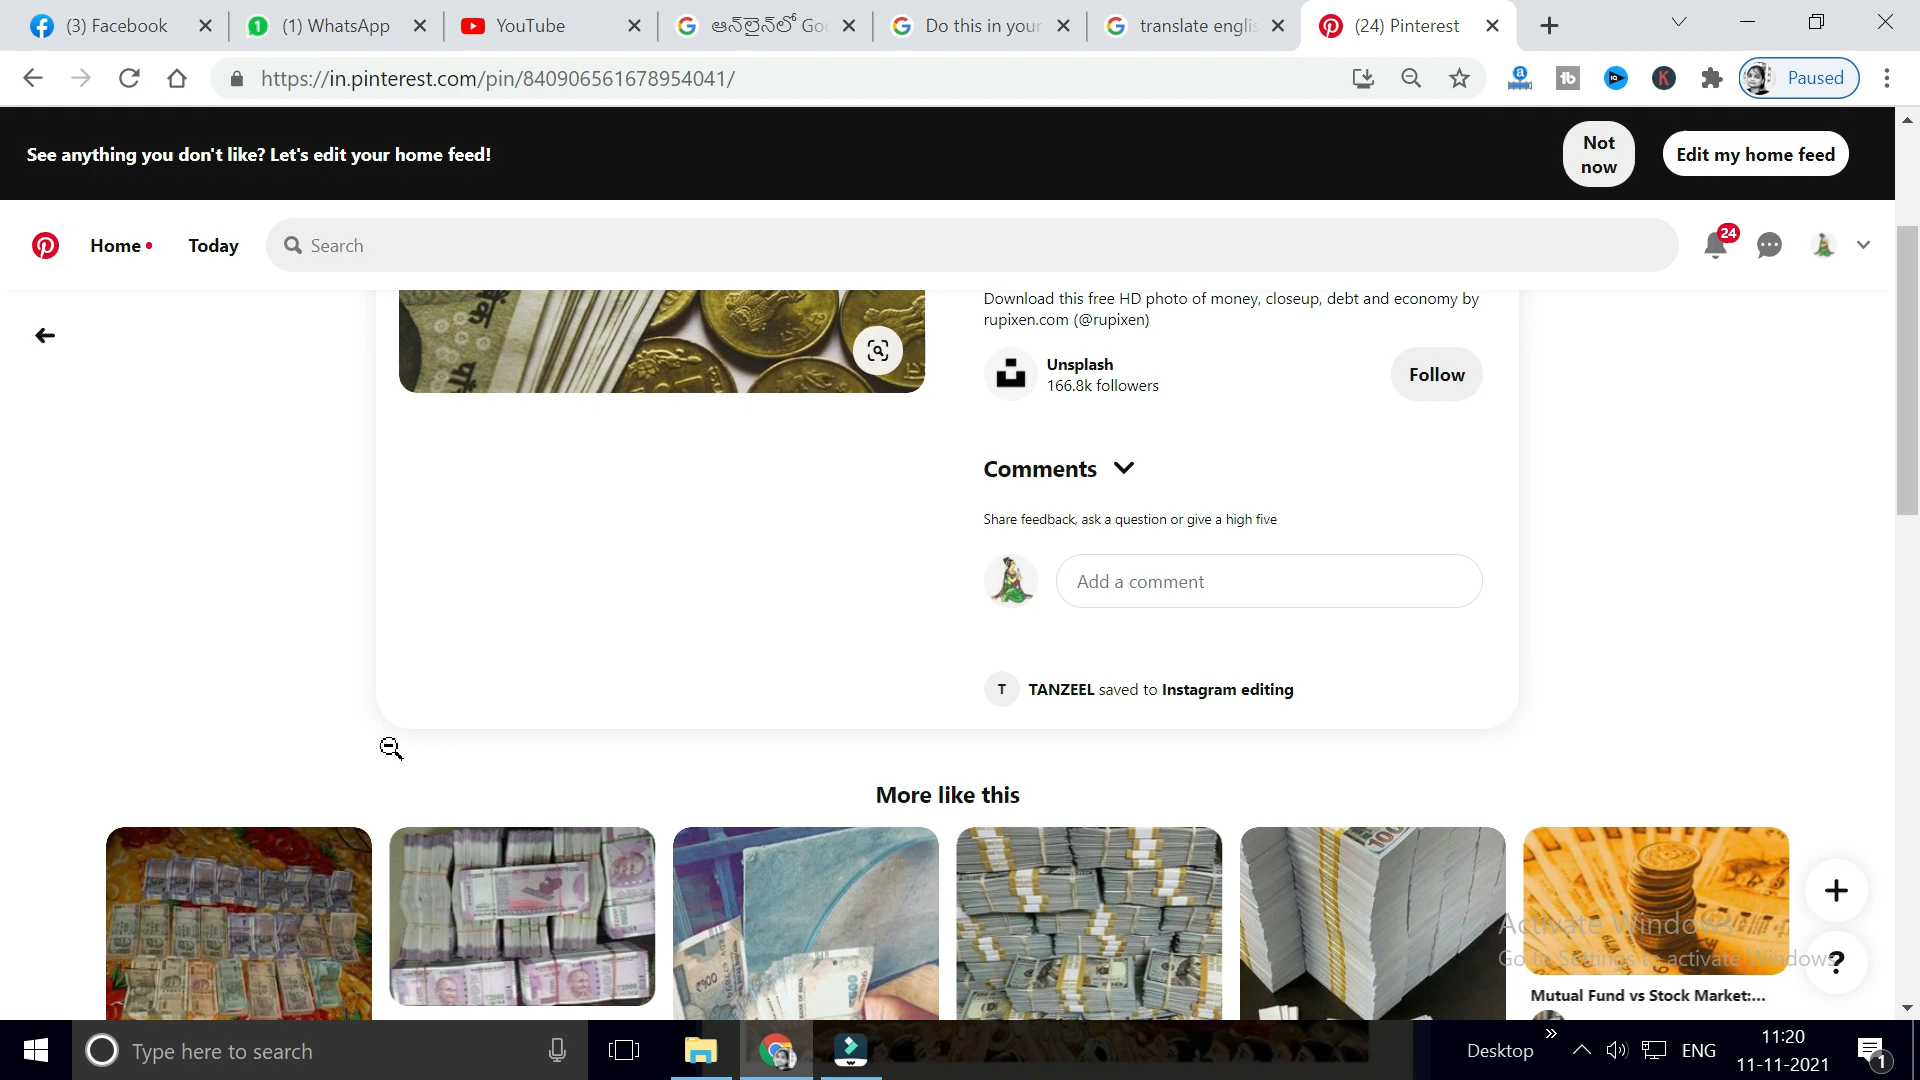 (3) Facebook
(1) WhatsApp
YouTube
ఆన్‌లైన్‌లో Goo
Do this in your
translate englis
(24) Pinterest
https://in.pinterest.com/pin/840906561678954041/
Paused
See anything you don't like? Let's edit your home feed!
Not
now
Edit my home feed
Home
Today
Search
24
Download this free HD photo of money, closeup, debt and economy by
rupixen.com (@rupixen)
Unsplash
166.8k followers
Follow
Comments
Share feedback, ask a question or give a high five
Add a comment
T
TANZEEL saved to Instagram editing
More like this
Activate Windows
Go to Settings to activate Windows.
Mutual Fund vs Stock Market:...
Type here to search
Desktop
ENG
11:20
11-11-2021
1